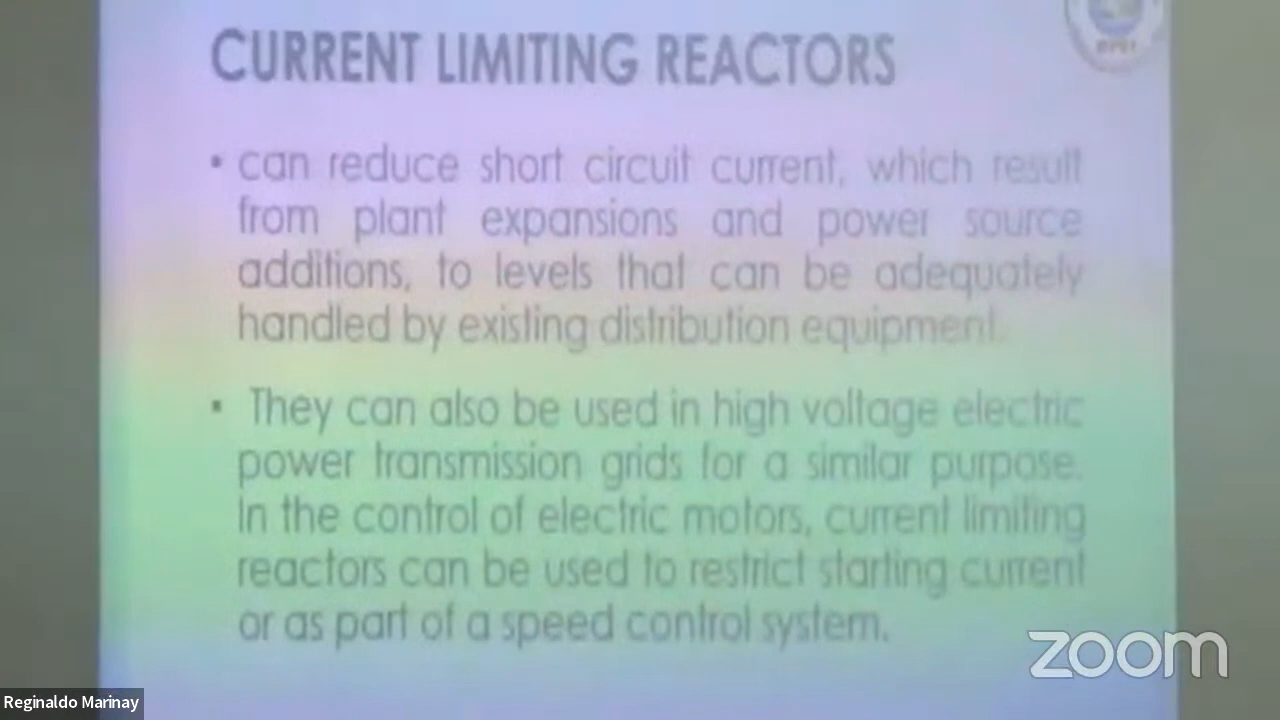 CURRENT LIMITING REACTORS
• can reduce short circuit current, which result
from plant expansions and power source
additions, to levels that can be adequately
handled by existing distribution equipment.
▪ They can also be used in high voltage electric
power transmission grids for a similar purpose.
In the control of electric motors, current limiting
reactors can be used to restrict starting current
or as part of a speed control system.
zoom
Reginaldo Marinay